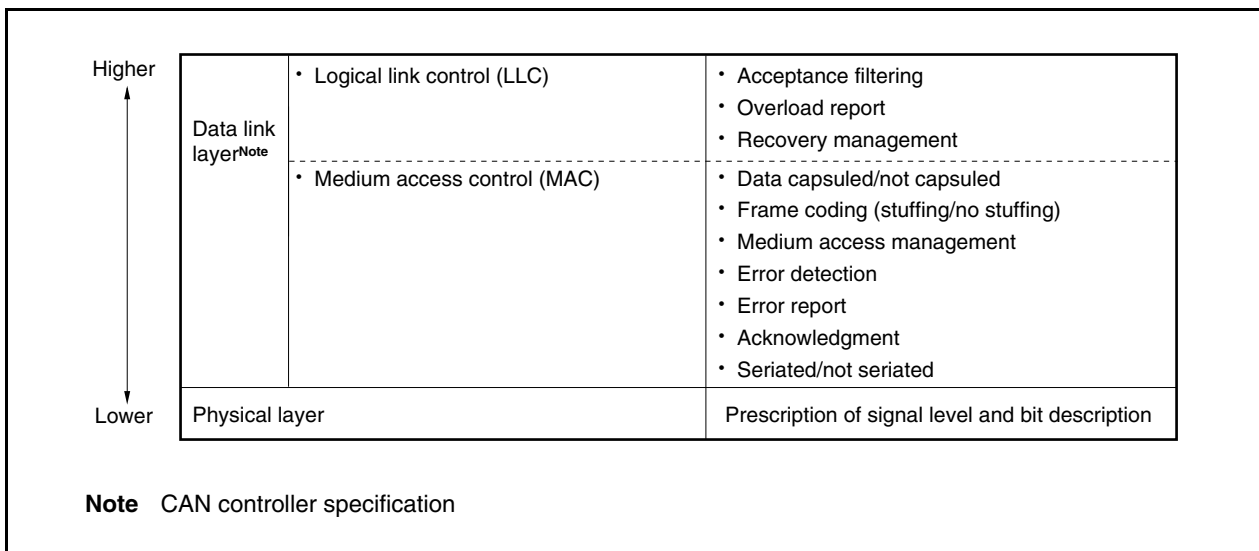 Higher
Data link
layerNote
• Logical link control (LLC)
• Acceptance filtering
• Overload report
• Recovery management
• Medium access control (MAC)
• Data capsuled/not capsuled
• Frame coding (stuffing/no stuffing)
• Medium access management
• Error detection
• Error report
• Acknowledgment
• Seriated/not seriated
Lower
Physical layer
Prescription of signal level and bit description
Note CAN controller specification